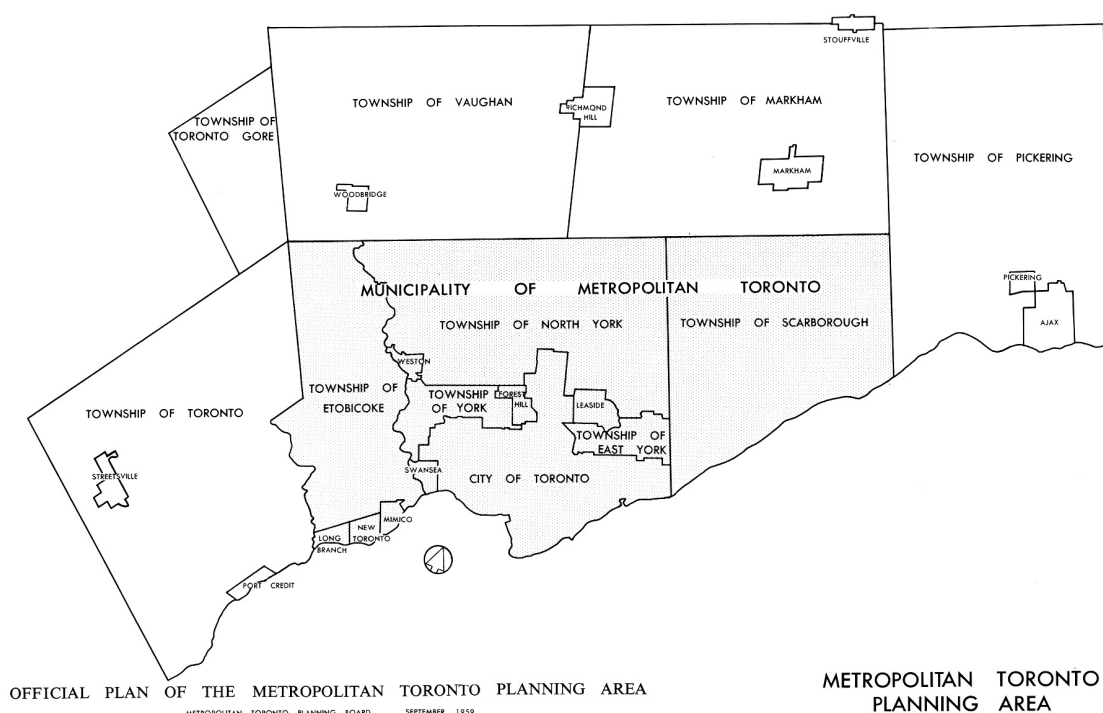 STOUFFVILLE
TOWNSHIP OF VAUGHAN
TOWNSHIP OF MARKHAM
RICHMOND
HILL
TOWNSHIP OF
TORONTO GORE
TOWNSHIP OF PICKERING
MARKHAM
WOODBRIDGE
PICKERING
AJAX
MUNICIPALITY OF METROPOLITAN TORONTO
TOWNSHIP OF NORTH YORK
TOWNSHIP OF SCARBOROUGH
WESTON
TOWNSHIP OF
ETOBICOKE
TOWNSHIP
OF YORK
FOREST
HILL
LEASIDE
TOWNSHIP OF
EAST YORK
TOWNSHIP OF TORONTO
STREETSVILLE
SWANSEA
CITY OF TORONTO
MIMICO
NEW
TORONTO
LONG
BRANCH
PORT CREDIT
OFFICIAL PLAN OF THE METROPOLITAN TORONTO PLANNING AREA
METROPOLITAN TORONTO PLANNING BOARD SEPTEMBER 1959
METROPOLITAN TORONTO
PLANNING AREA